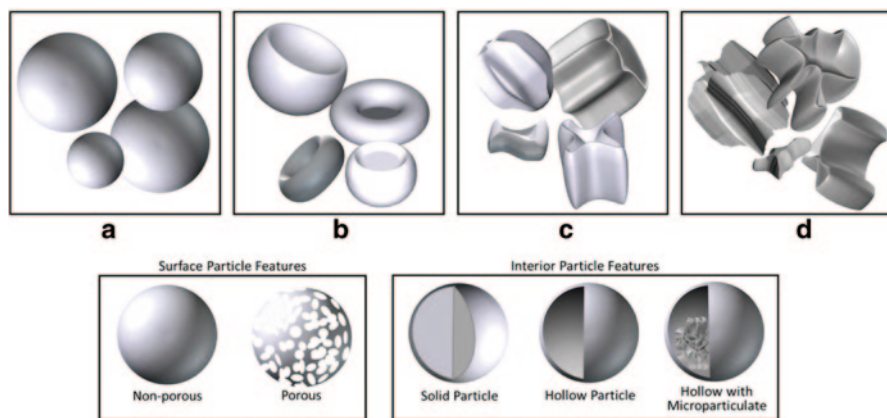 a
b
c
d
Surface Particle Features
Non-porous
Porous
Interior Particle Features
Solid Particle
Hollow Particle
Hollow with
Microparticulate